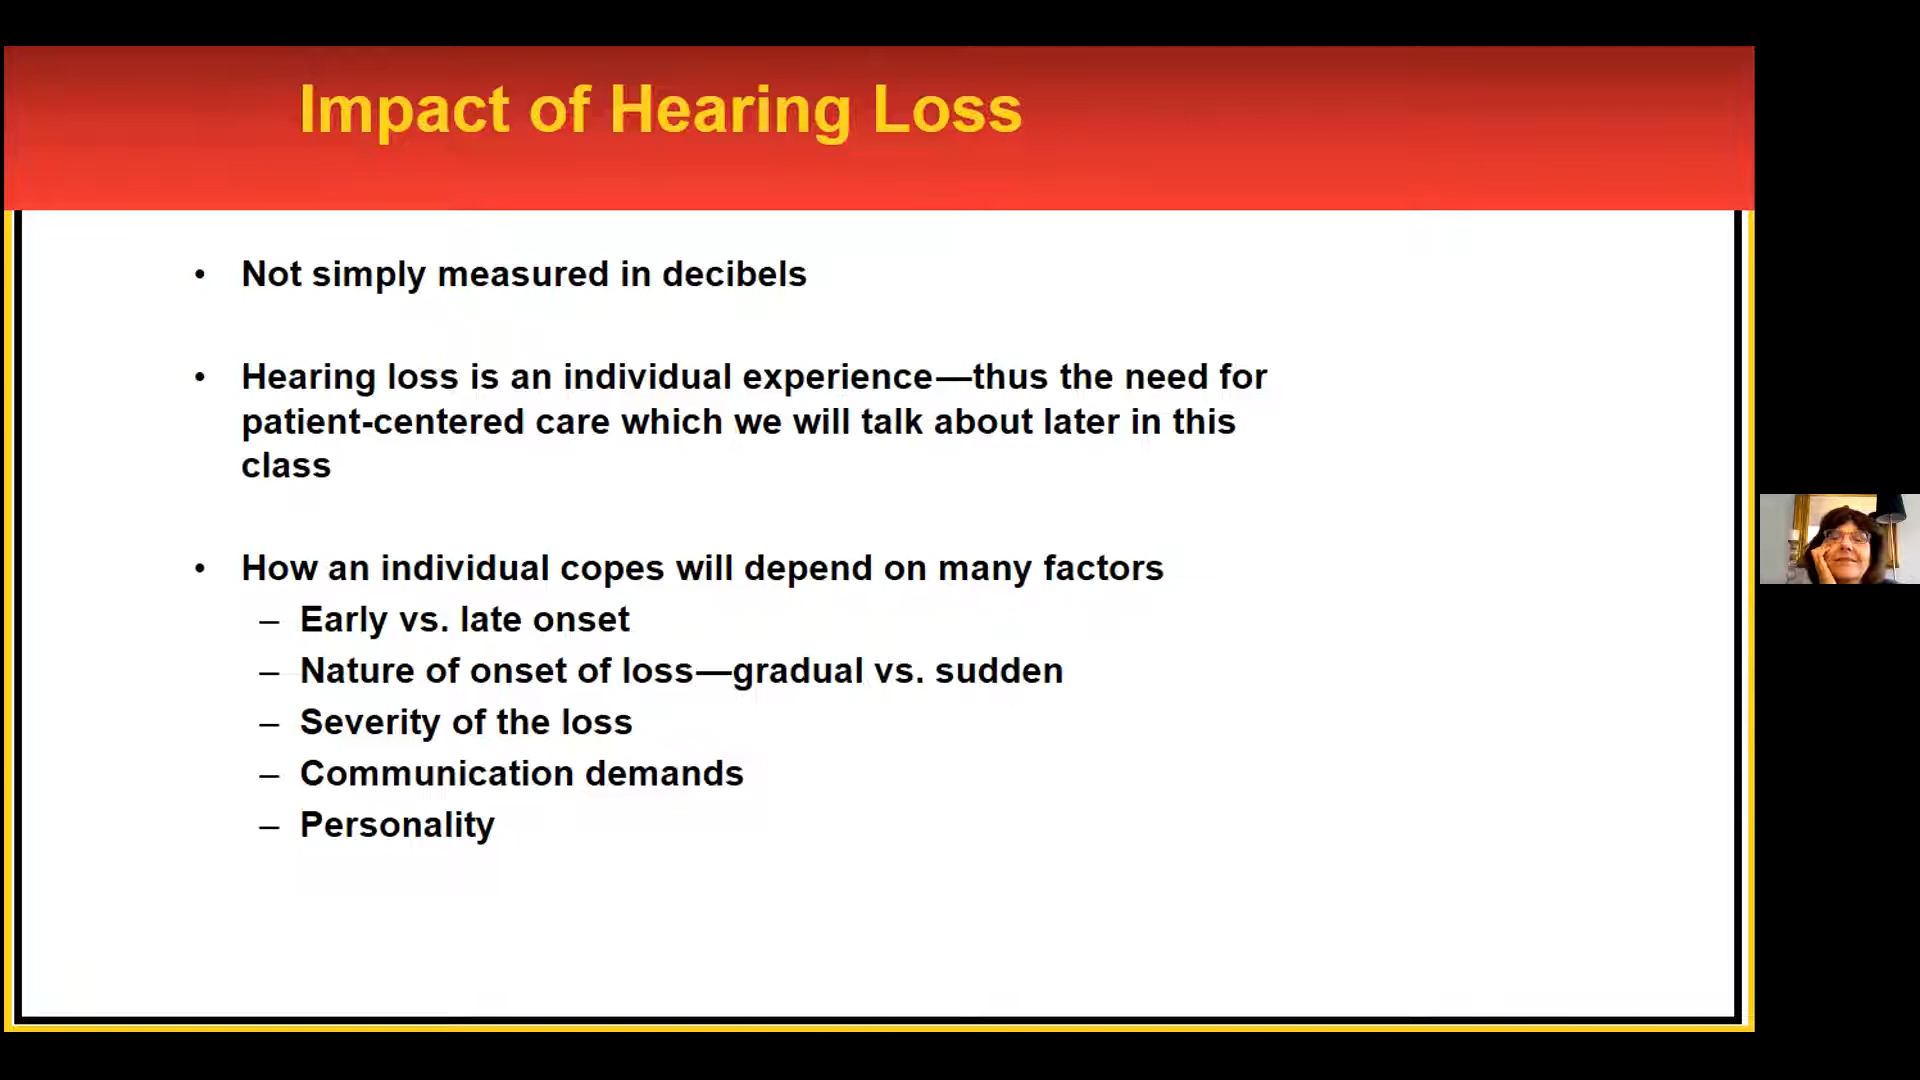 Impact of Hearing Loss
• Not simply measured in decibels
• Hearing loss is an individual experience—thus the need for
patient-centered care which we will talk about later in this
class
• How an individual copes will depend on many factors
– Early vs. late onset
– Nature of onset of loss—gradual vs. sudden
– Severity of the loss
– Communication demands
– Personality